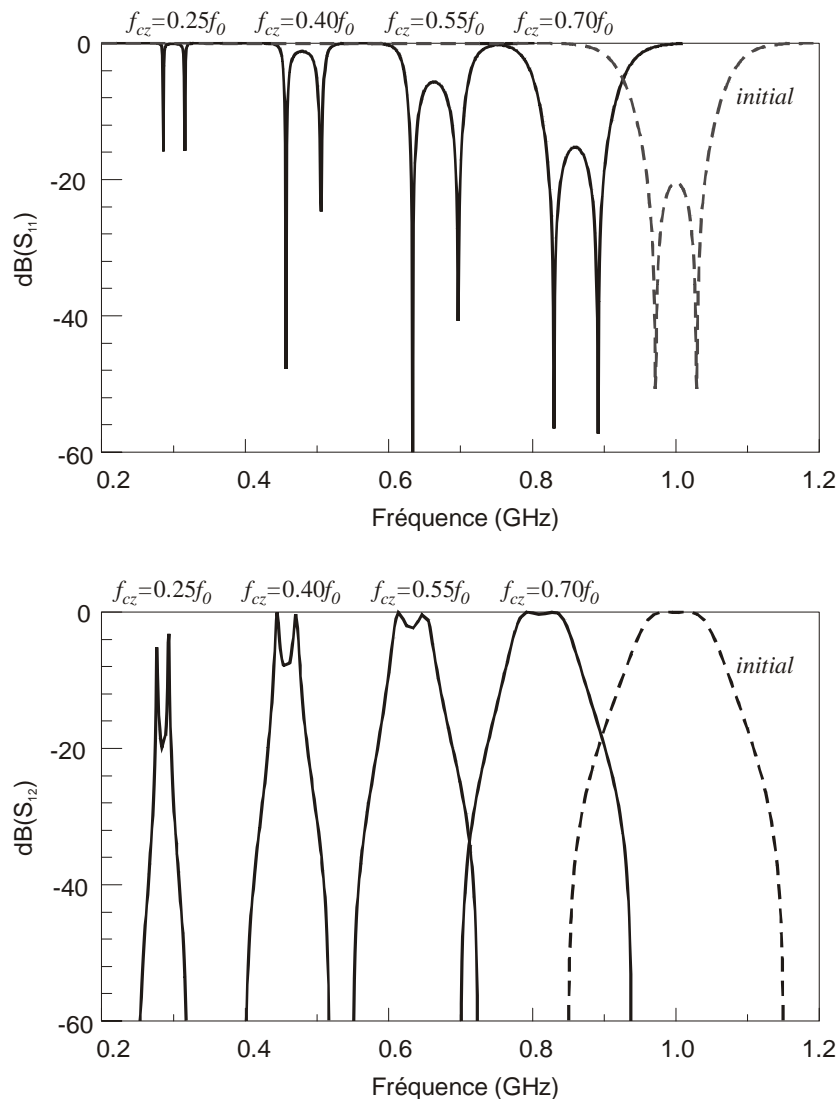 f_cz=0.25f_0 f_cz=0.40f_0 f_cz=0.55f_0 f_cz=0.70f_0
0
initial
-20
dB(S_11)
-40
-60
0.2 0.4 0.6 0.8 1.0 1.2
Fréquence (GHz)
f_cz=0.25f_0 f_cz=0.40f_0 f_cz=0.55f_0 f_cz=0.70f_0
0
initial
-20
dB(S_12)
-40
-60
0.2 0.4 0.6 0.8 1.0 1.2
Fréquence (GHz)